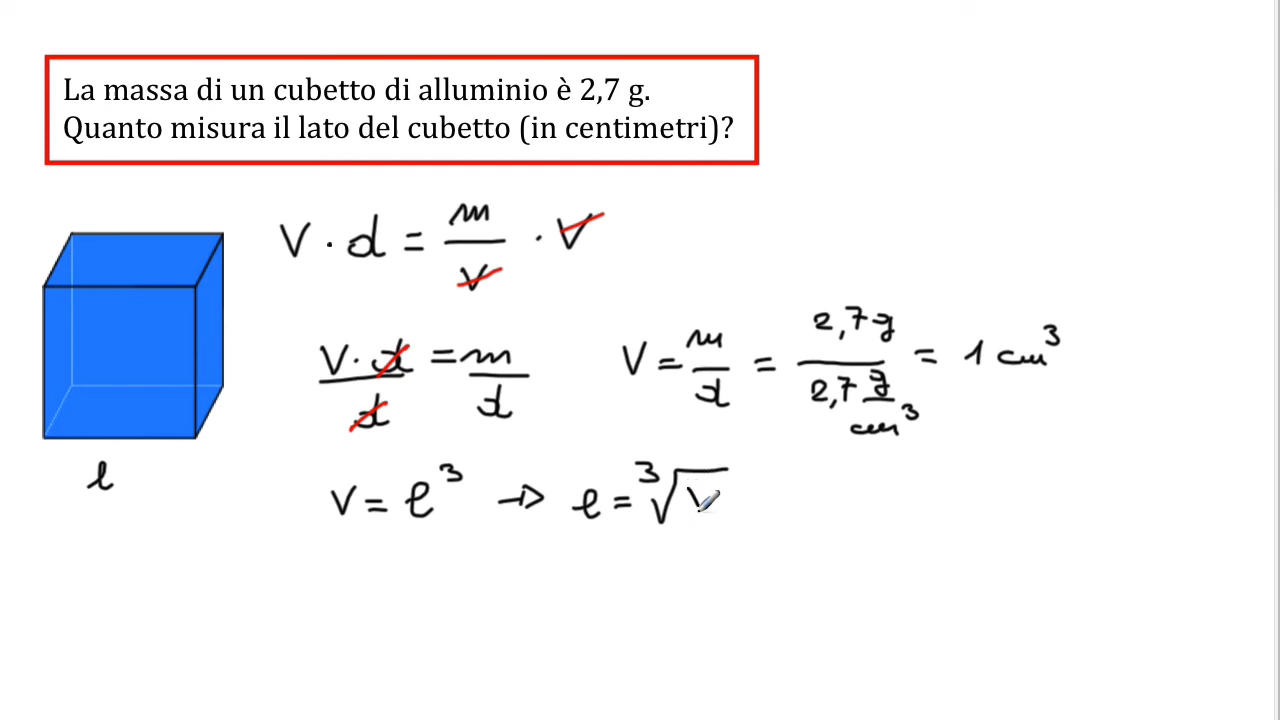 La massa di un cubetto di alluminio è 2,7 g.
Quanto misura il lato del cubetto (in centimetri)?
V · d = m/V · V
V · d/d = m/d
V = m/d = 2,7 g/2,7 g/cm³ = 1 cm³
l
V = l³ → l = ³√V